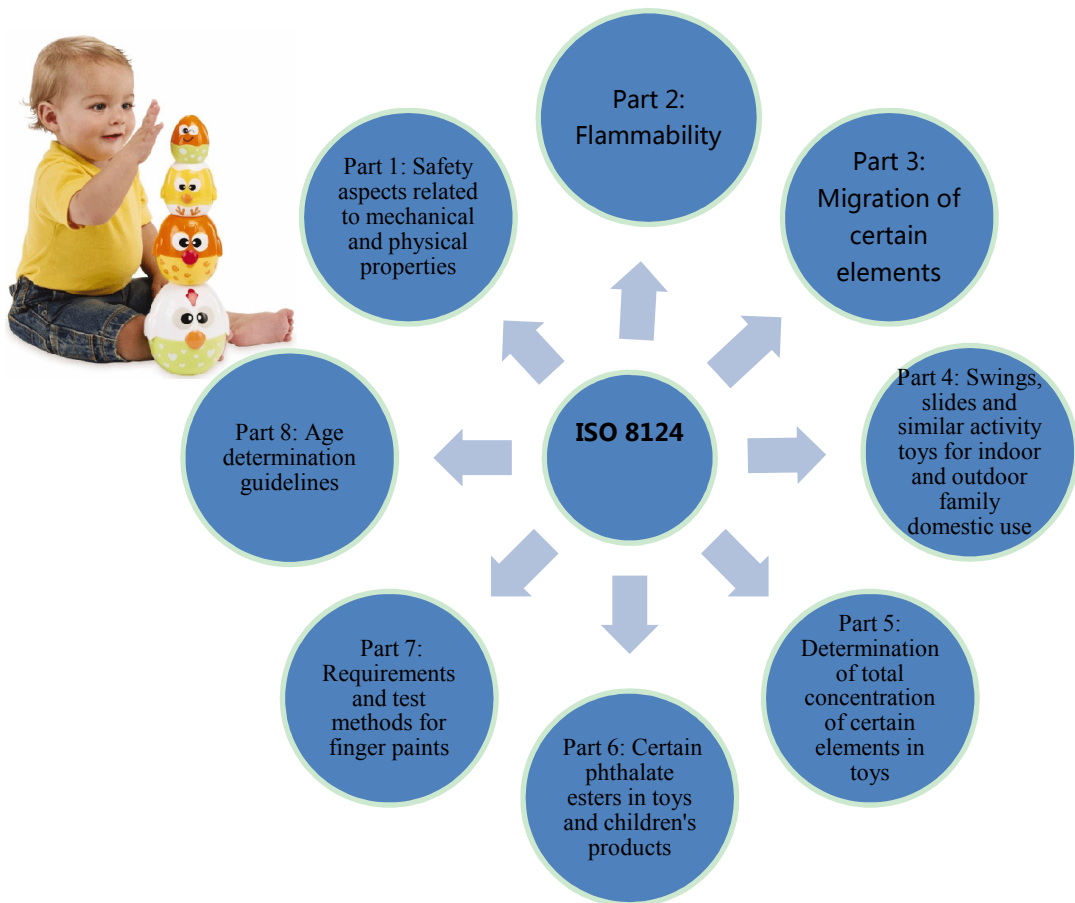 ISO 8124
Part 1: Safety
aspects related
to mechanical
and physical
properties
Part 2:
Flammability
Part 3:
Migration of
certain
elements
Part 4: Swings,
slides and
similar activity
toys for indoor
and outdoor
family
domestic use
Part 5:
Determination
of total
concentration
of certain
elements in
toys
Part 6: Certain
phthalate
esters in toys
and children's
products
Part 7:
Requirements
and test
methods for
finger paints
Part 8: Age
determination
guidelines